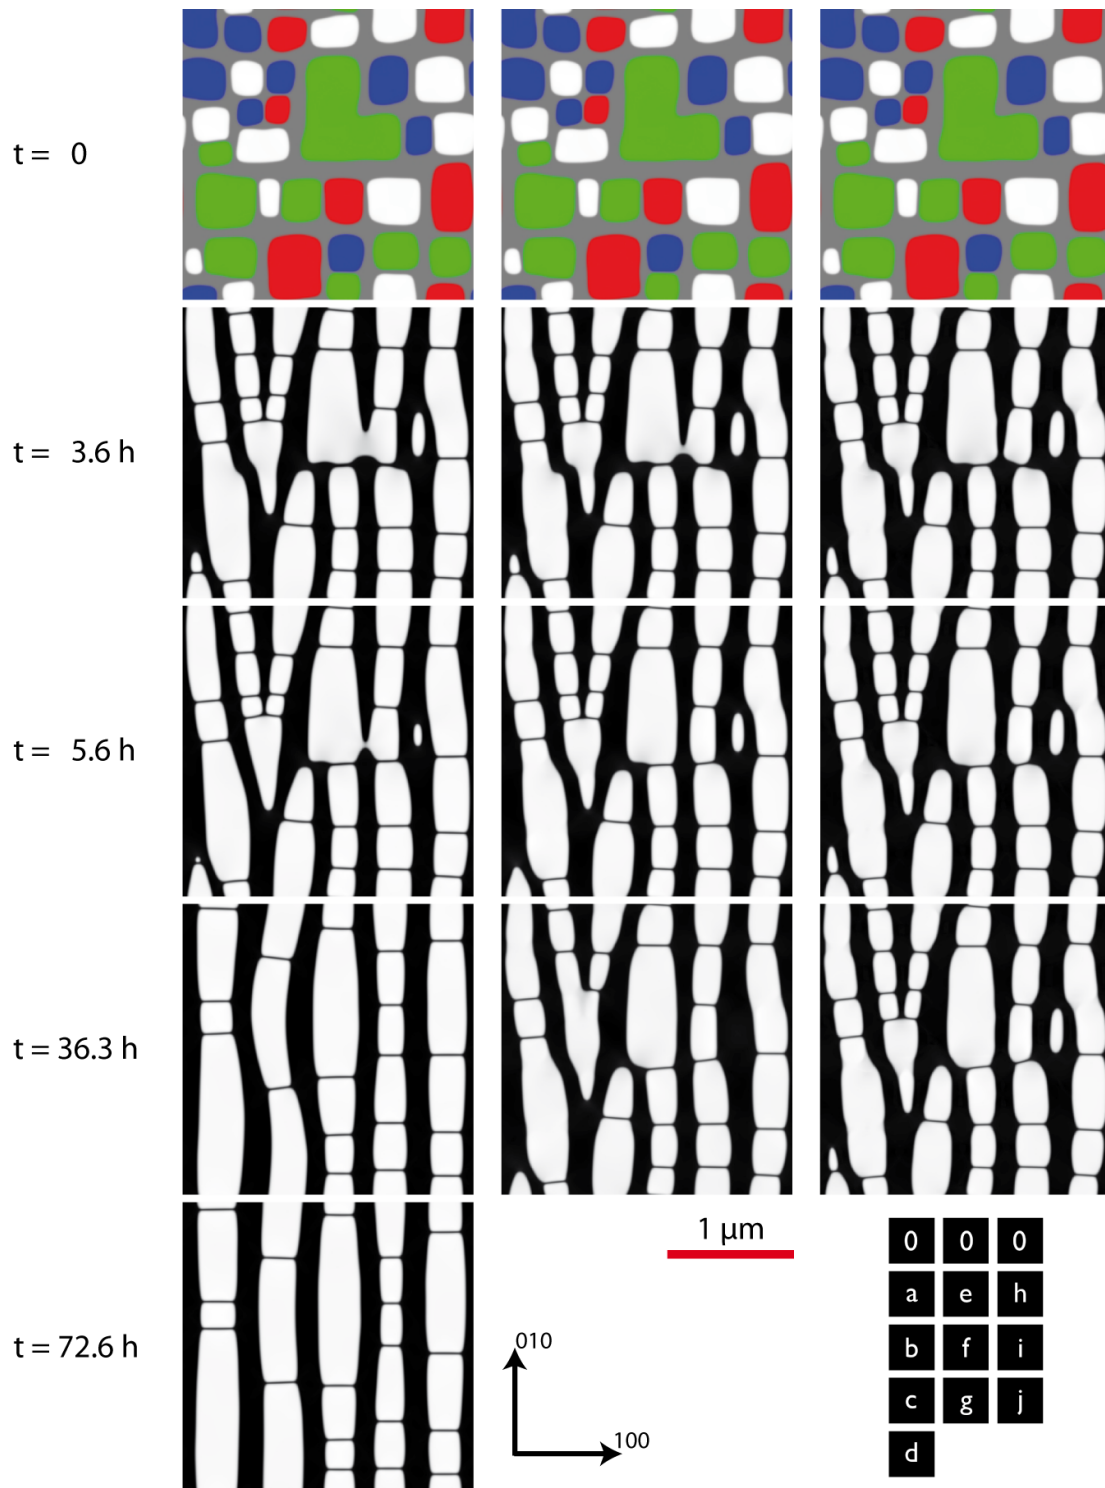 t = 0
t = 3.6 h
t = 5.6 h
t = 36.3 h
t = 72.6 h
1 μm
010
100
0 0 0
a e h
b f i
c g j
d